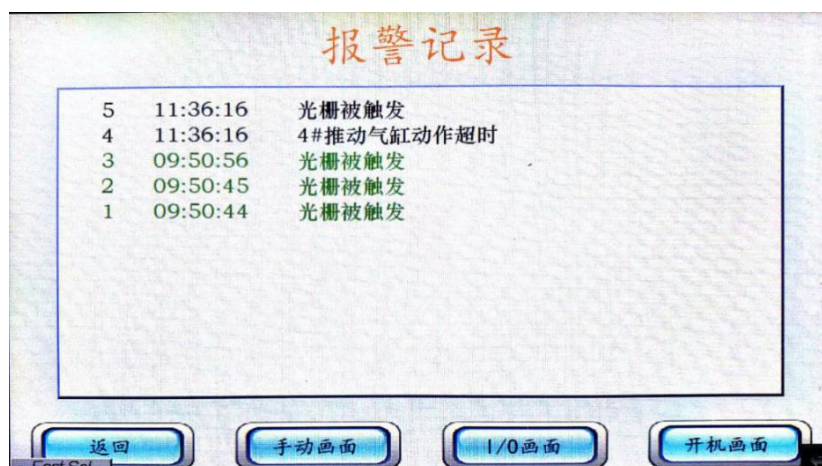 报警记录
5 11:36:16 光栅被触发
4 11:36:16 4#推动气缸动作超时
3 09:50:56 光栅被触发
2 09:50:45 光栅被触发
1 09:50:44 光栅被触发
返回 手动画面 I/O画面 开机画面